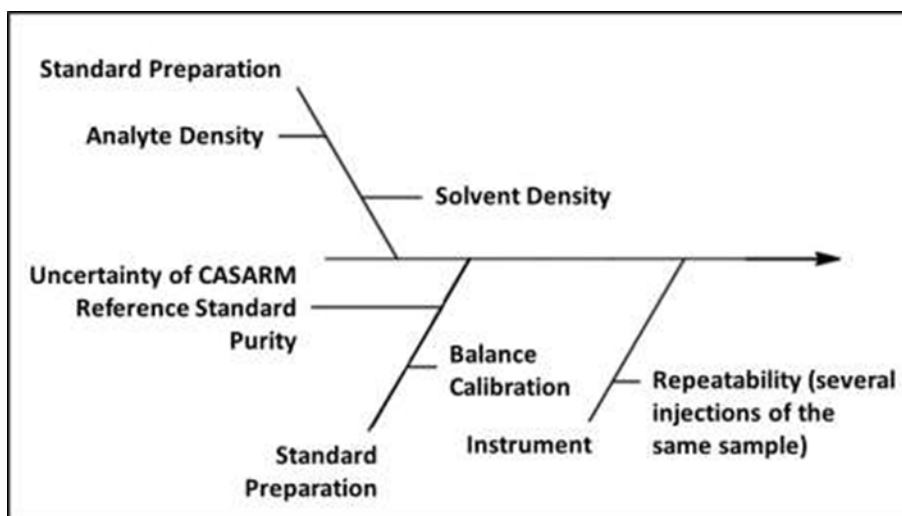 Standard Preparation
Analyte Density
Solvent Density
Uncertainty of CASARM
Reference Standard
Purity
Balance
Calibration
Standard
Preparation
Instrument
Repeatability (several
injections of the
same sample)